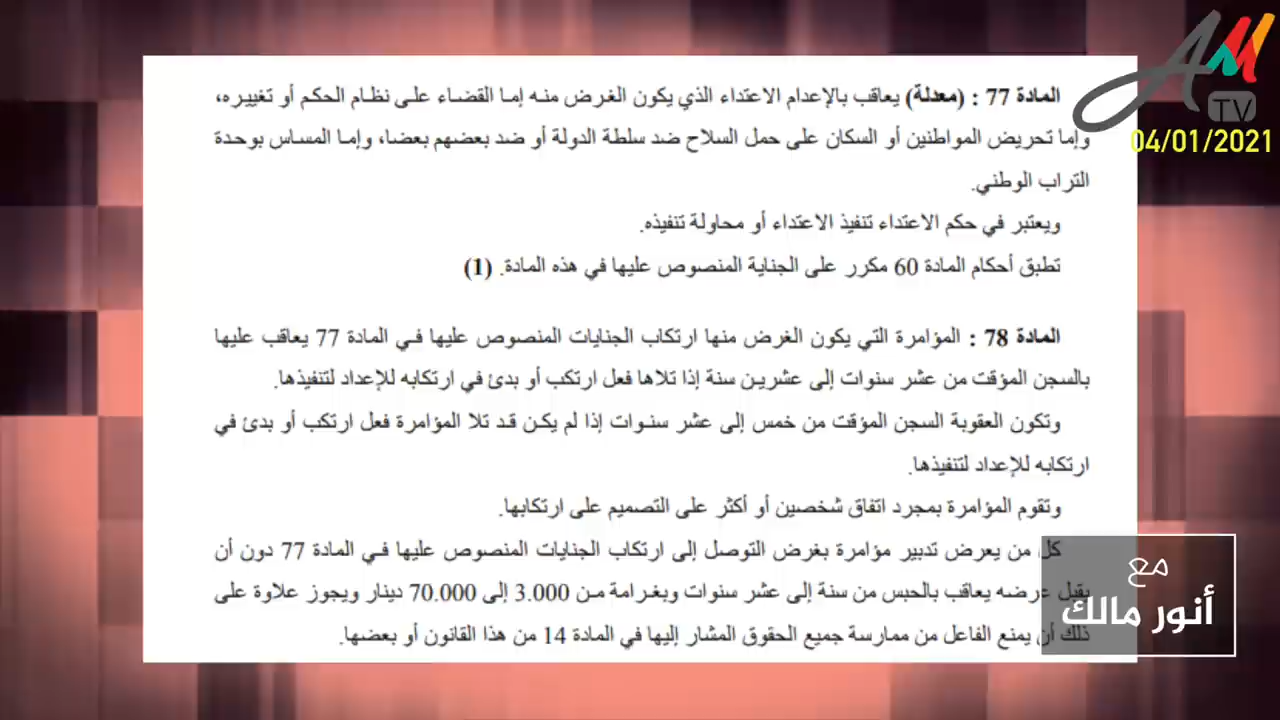 AM
TV
04/01/2021
المادة 77 : (معدلة) يعاقب بالإعدام الاعتداء الذي يكون الغرض منه إما القضاء على نظام الحكم أو تغييره،
وإما تحريض المواطنين أو السكان على حمل السلاح ضد سلطة الدولة أو ضد بعضهم بعضا، وإما المساس بوحدة
التراب الوطني.
ويعتبر في حكم الاعتداء تنفيذ الاعتداء أو محاولة تنفيذه.
تطبق أحكام المادة 60 مكرر على الجناية المنصوص عليها في هذه المادة. (1)
المادة 78 : المؤامرة التي يكون الغرض منها ارتكاب الجنايات المنصوص عليها في المادة 77 يعاقب عليها
بالسجن المؤقت من عشر سنوات إلى عشرين سنة إذا تلاها فعل ارتكب أو بدئ في ارتكابه للإعداد لتنفيذها.
وتكون العقوبة السجن المؤقت من خمس إلى عشر سنوات إذا لم يكن قد تلا المؤامرة فعل ارتكب أو بدئ في
ارتكابه للإعداد لتنفيذها.
وتقوم المؤامرة بمجرد اتفاق شخصين أو أكثر على التصميم على ارتكابها.
كل من يعرض تدبير مؤامرة بغرض التوصل إلى ارتكاب الجنايات المنصوص عليها في المادة 77 دون أن
يقبل عرضه يعاقب بالحبس من سنة إلى عشر سنوات وبغرامة من 3.000 إلى 70.000 دينار ويجوز علاوة على
ذلك أن يمنع الفاعل من ممارسة جميع الحقوق المشار إليها في المادة 14 من هذا القانون أو بعضها.
مع
أنور مالك